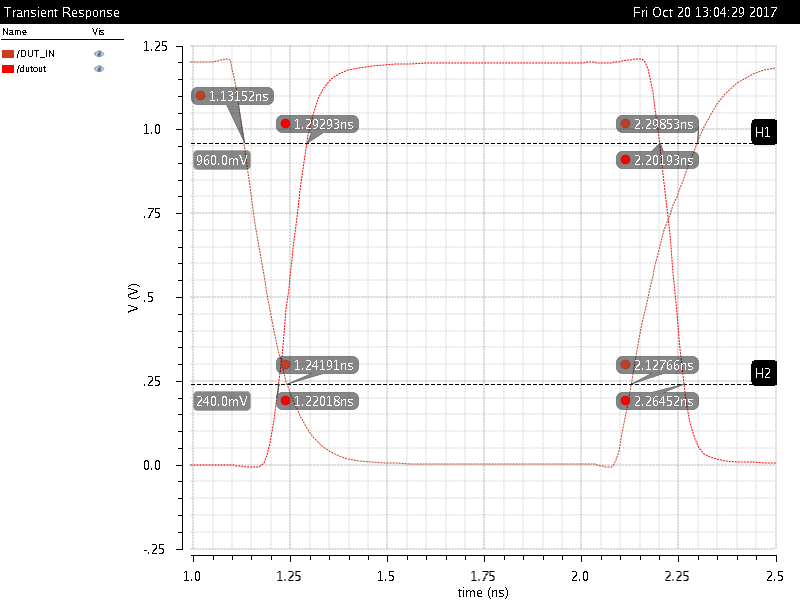 Transient Response Fri Oct 20 13:04:29 2017
Name Vis
/DUT_IN
/dutout
1.25
1.0
.75
.5
.25
0.0
-.25
V (V)
1.13152ns
1.29293ns
2.29853ns
H1
960.0mV
2.20193ns
1.24191ns
2.12766ns
H2
240.0mV
1.22018ns
2.26452ns
1.0 1.25 1.5 1.75 2.0 2.25 2.5
time (ns)